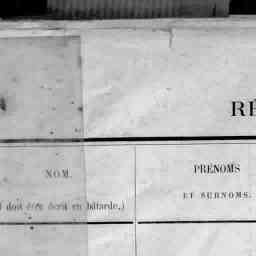 RÉ
NOM.
PRÉNOMS
ET SURNOMS.
doit être écrit en bâtarde.)